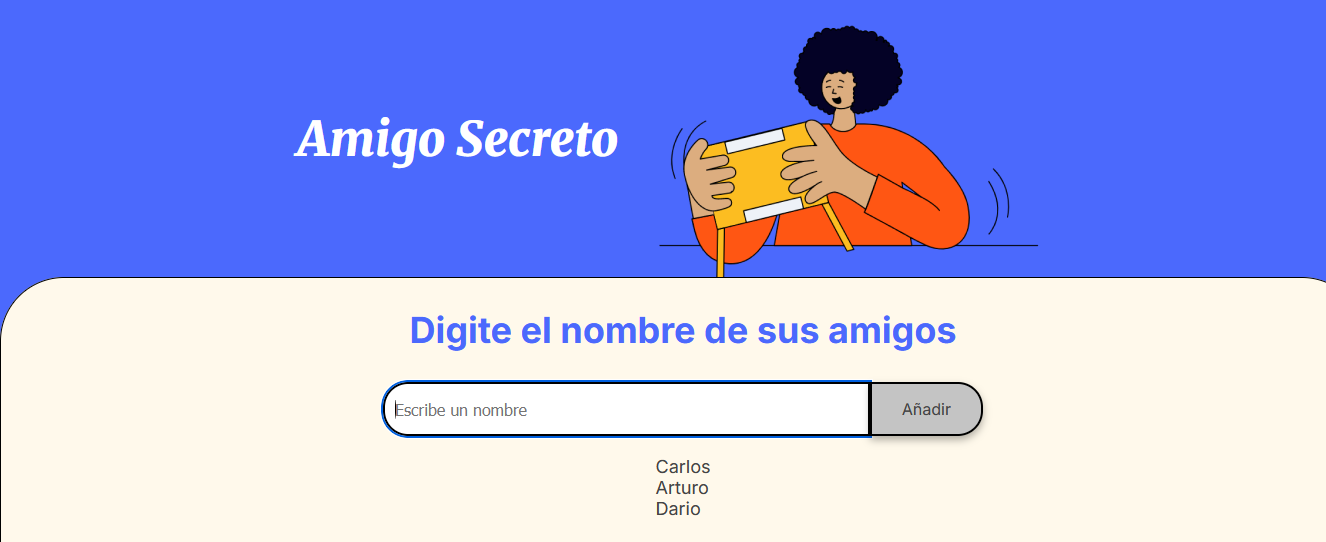 Amigo Secreto
Digite el nombre de sus amigos
Escribe un nombre
Añadir
Carlos
Arturo
Dario